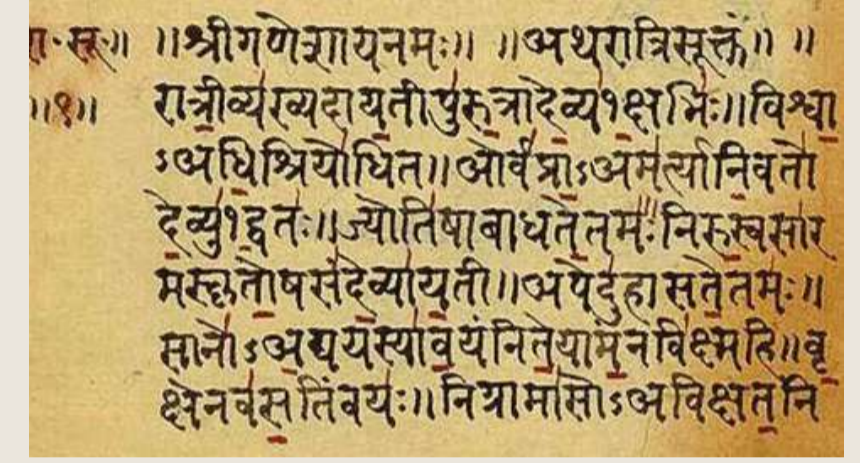 रा॰सू॰॥ ॥श्रीगणेशायनमः॥ ॥अथरात्रिसूक्तं॥ ॥
॥१॥ रात्रीव्यख्यदायतीपुरुत्रादेव्य१क्षभिः॥विश्वा
ऽअधिश्रियोधित॥ओर्वप्राऽअमर्त्यानिवतो
देव्यु१द्वतः॥ज्योतिषाबाधतेतमः॥निरुस्वसार
मस्कृतोषसंदेव्यायती॥अपेदुहासतेतमः॥
सानोऽअद्ययस्यावयंनितेयामन्नविक्ष्महि॥वृ
क्षेनवसतिंवयः॥निग्रामासोऽअविक्षतनि